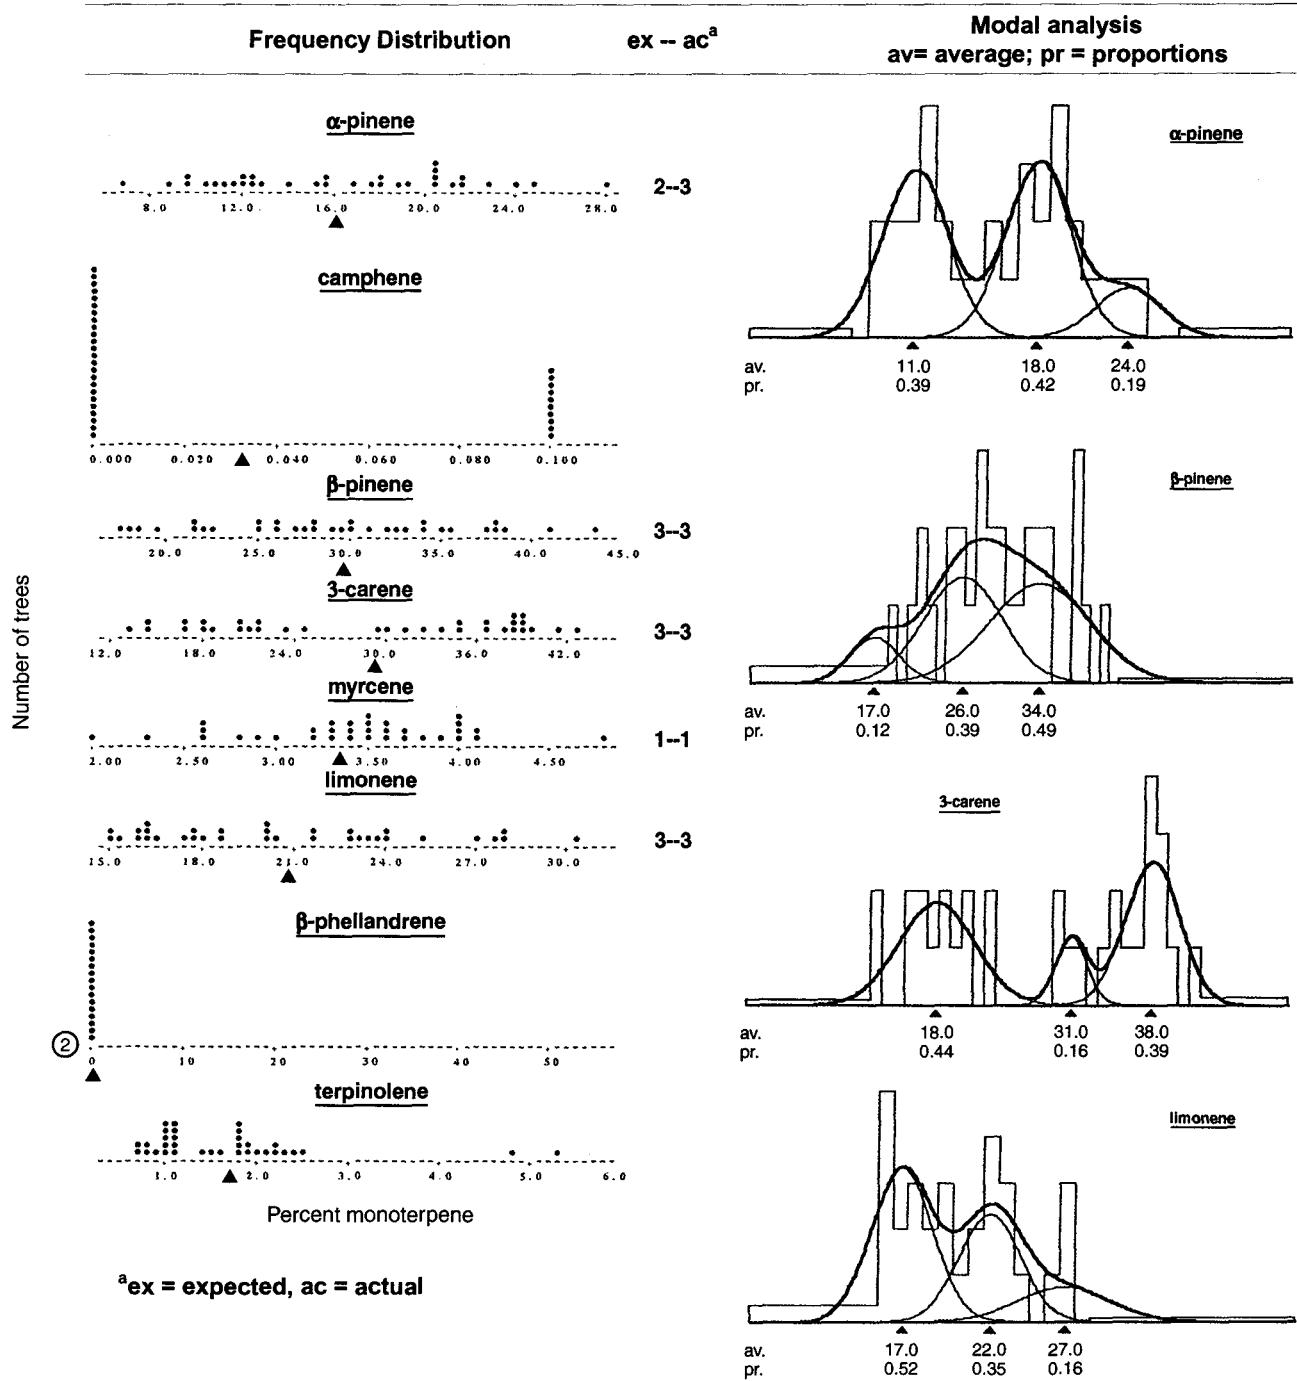 Frequency Distribution
ex -- acᵃ
Modal analysis
av= average; pr = proportions
Number of trees
α-pinene
8.0 12.0. 16.0 20.0 24.0 28.0
2--3
camphene
0.000 0.020 0.040 0.060 0.080 0.100
β-pinene
20.0 25.0 30.0 35.0 40.0 45.0
3--3
3-carene
12.0 18.0 24.0 30.0 36.0 42.0
3--3
myrcene
2.00 2.50 3.00 3.50 4.00 4.50
1--1
limonene
15.0 18.0 21.0 24.0 27.0 30.0
3--3
β-phellandrene
2
0 10 20 30 40 50
terpinolene
1.0 2.0 3.0 4.0 5.0 6.0
Percent monoterpene
ᵃex = expected, ac = actual
α-pinene
av. 11.0 18.0 24.0
pr. 0.39 0.42 0.19
β-pinene
av. 17.0 26.0 34.0
pr. 0.12 0.39 0.49
3-carene
av. 18.0 31.0 38.0
pr. 0.44 0.16 0.39
limonene
av. 17.0 22.0 27.0
pr. 0.52 0.35 0.16